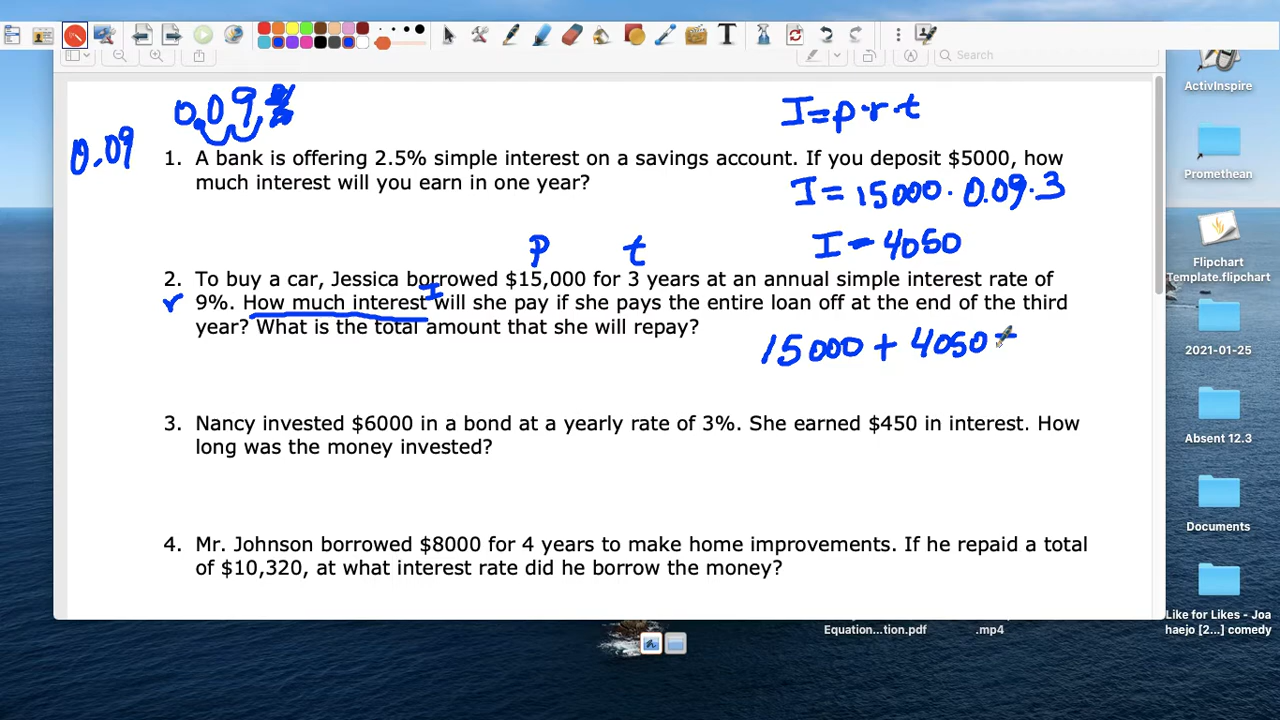 Search
0.09%
I=p·r·t
0.09
1. A bank is offering 2.5% simple interest on a savings account. If you deposit $5000, how
much interest will you earn in one year?
I=15000·0.09·3
I=4050
p t
2. To buy a car, Jessica borrowed $15,000 for 3 years at an annual simple interest rate of
r 9%. How much interest I will she pay if she pays the entire loan off at the end of the third
year? What is the total amount that she will repay?
15000+4050=
3. Nancy invested $6000 in a bond at a yearly rate of 3%. She earned $450 in interest. How
long was the money invested?
4. Mr. Johnson borrowed $8000 for 4 years to make home improvements. If he repaid a total
of $10,320, at what interest rate did he borrow the money?
ActivInspire
Promethean
Flipchart
Template.flipchart
2021-01-25
Absent 12.3
Documents
Like for Likes - Joa
haejo [2...] comedy
Equation...tion.pdf
.mp4